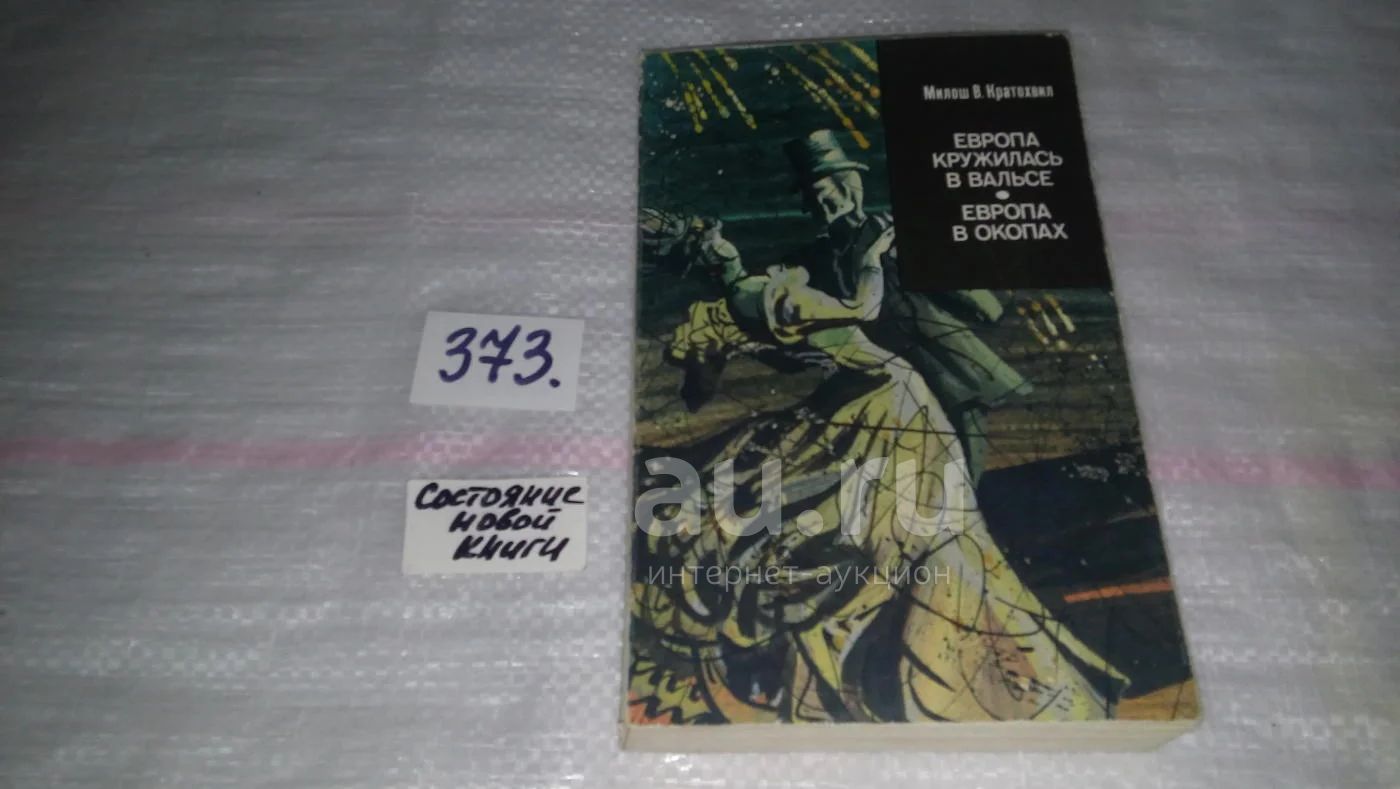 Милош В. Кратохвил
ЕВРОПА
КРУЖИЛАСЬ
В ВАЛЬСЕ
•
ЕВРОПА
В ОКОПАХ
373.
Состояние
новой
книги
au.ru
интернет-аукцион